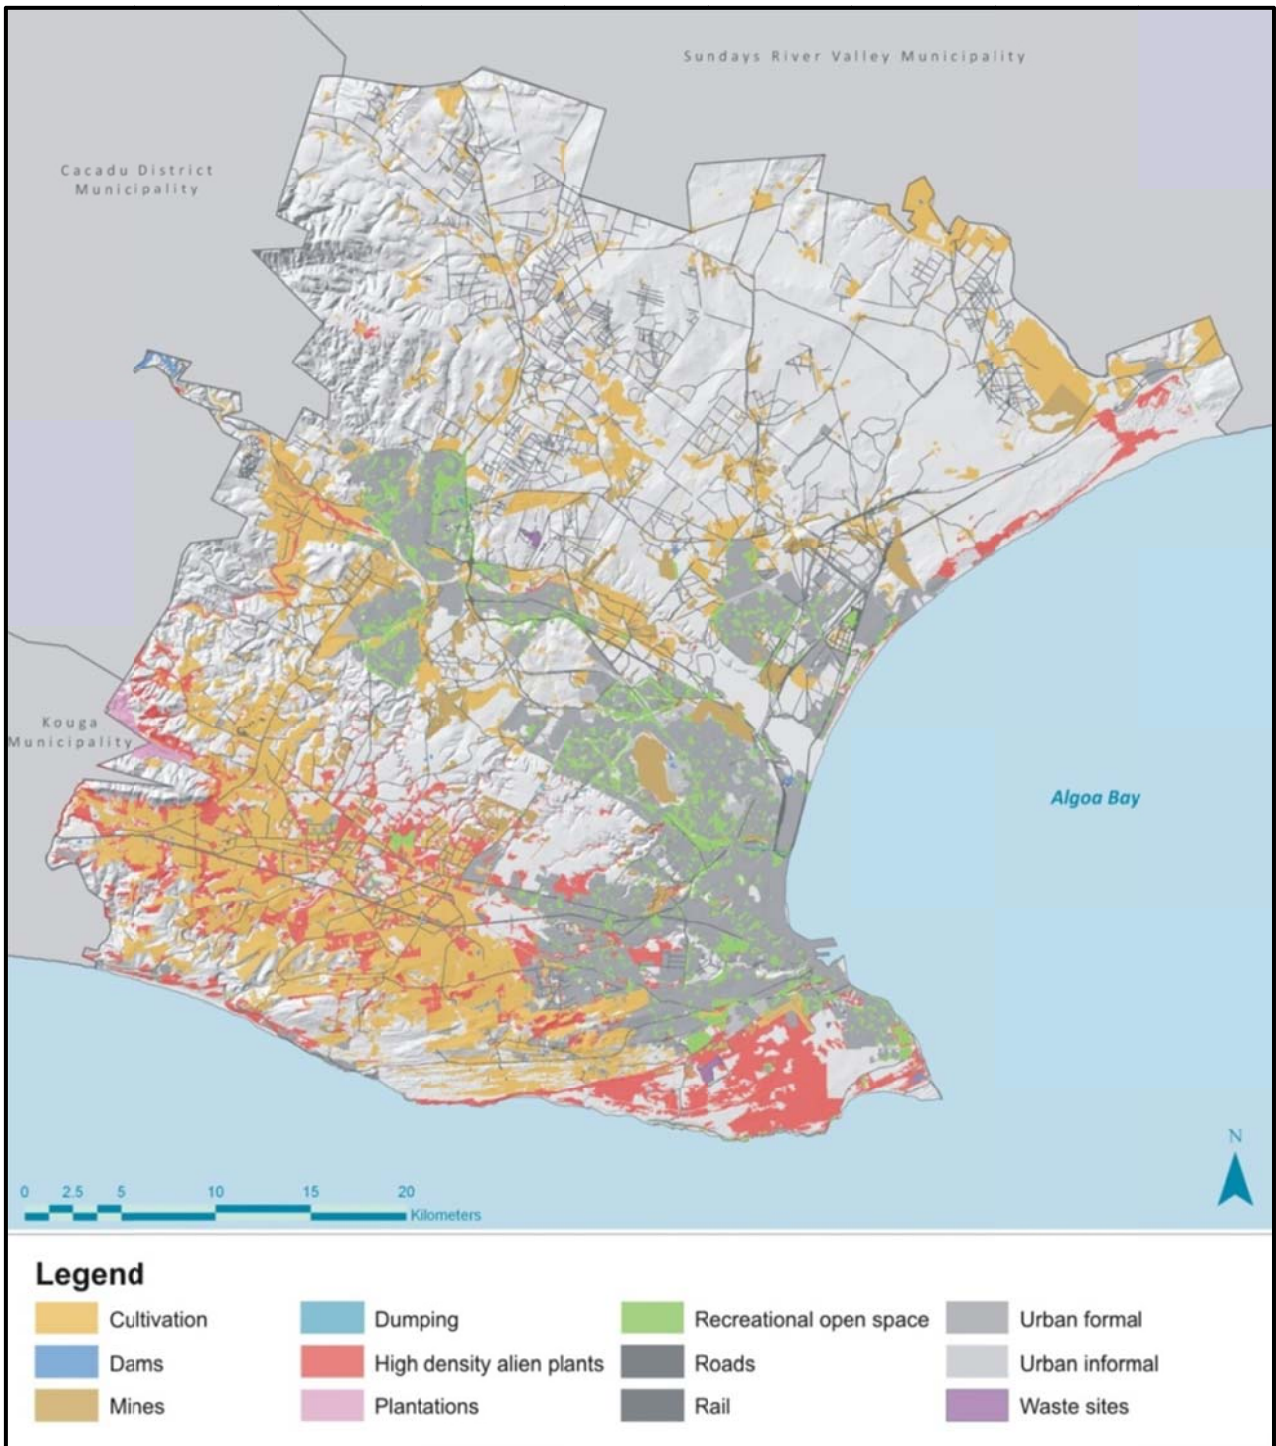 Sundays River Valley Municipality
Cacadu District
Municipality
Kouga
Municipality
Algoa Bay
N
0 2.5 5 10 15 20
Kilometers
Legend
Cultivation
Dumping
Recreational open space
Urban formal
Dams
High density alien plants
Roads
Urban informal
Mines
Plantations
Rail
Waste sites